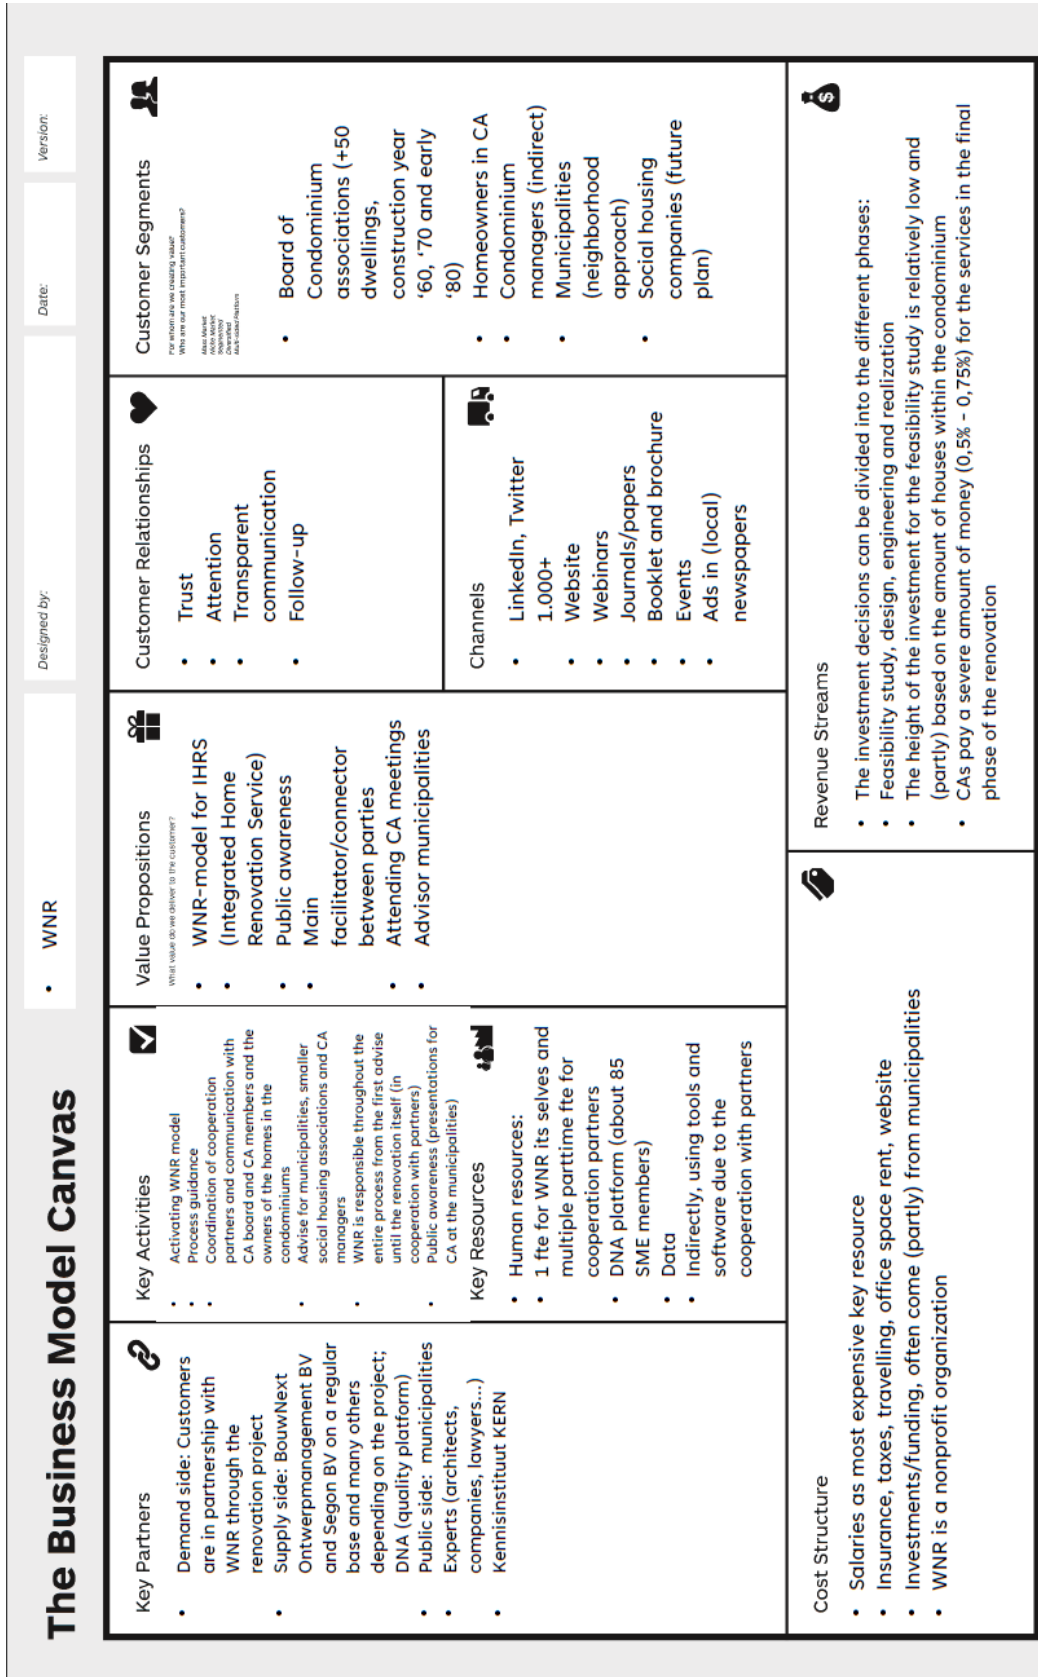 The Business Model Canvas
• WNR
Designed by:
Date:
Version:
Key Partners
• Demand side: Customers
are in partnership with
WNR through the
renovation project
• Supply side: BouwNext
Ontwerpmanagement BV
and Segon BV on a regular
base and many others
depending on the project;
DNA (quality platform)
• Public side: municipalities
• Experts (architects,
companies, lawyers...)
• Kennisinstituut KERN
Key Activities
• Activating WNR model
• Process guidance
• Coordination of cooperation
partners and communication with
CA board and CA members and the
owners of the homes in the
condominiums
• Advise for municipalities, smaller
social housing associations and CA
managers
• WNR is responsible throughout the
entire process from the first advise
until the renovation itself (in
cooperation with partners)
• Public awareness (presentations for
CA at the municipalities)
Key Resources
• Human resources:
• 1 fte for WNR its selves and
multiple parttime fte for
cooperation partners
• DNA platform (about 85
SME members)
• Data
• Indirectly, using tools and
software due to the
cooperation with partners
Value Propositions
What value do we deliver to the customer?
• WNR-model for IHRS
• (Integrated Home
Renovation Service)
• Public awareness
• Main
facilitator/connector
between parties
• Attending CA meetings
• Advisor municipalities
Customer Relationships
• Trust
• Attention
• Transparent
communication
• Follow-up
Channels
• LinkedIn, Twitter
1.000+
• Website
• Webinars
• Journals/papers
• Booklet and brochure
• Events
• Ads in (local)
newspapers
Customer Segments
For whom are we creating value?
Who are our most important customers?
Mass Market
Niche Market
Segmented
Diversified
Multi-sided Platform
• Board of
Condominium
associations (+50
dwellings,
construction year
‘60, ‘70 and early
‘80)
• Homeowners in CA
• Condominium
managers (indirect)
• Municipalities
(neighborhood
approach)
• Social housing
companies (future
plan)
Cost Structure
• Salaries as most expensive key resource
• Insurance, taxes, travelling, office space rent, website
• Investments/funding, often come (partly) from municipalities
• WNR is a nonprofit organization
Revenue Streams
• The investment decisions can be divided into the different phases:
• Feasibility study, design, engineering and realization
• The height of the investment for the feasibility study is relatively low and
(partly) based on the amount of houses within the condominium
• CAs pay a severe amount of money (0,5% - 0,75%) for the services in the final
phase of the renovation